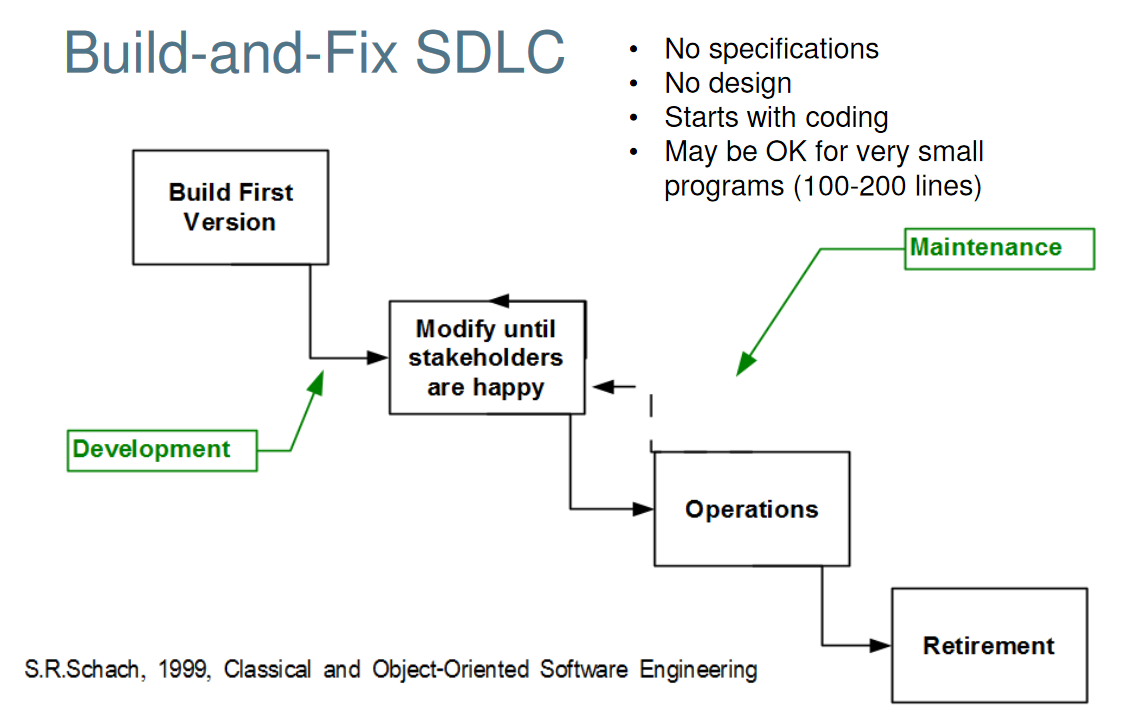 Build-and-Fix SDLC
• No specifications
• No design
• Starts with coding
• May be OK for very small
programs (100-200 lines)
Build First
Version
Maintenance
Modify until
stakeholders
are happy
Development
Operations
Retirement
S.R.Schach, 1999, Classical and Object-Oriented Software Engineering